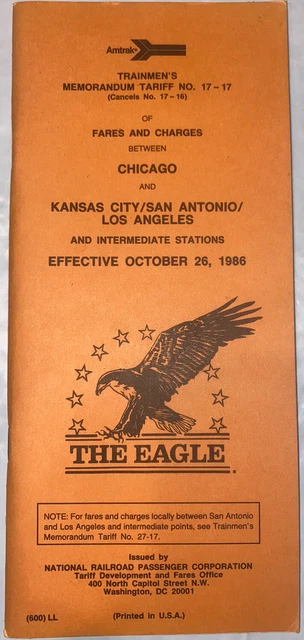 Amtrak
TRAINMEN'S
MEMORANDUM TARIFF NO. 17-17
(Cancels No. 17-16)
OF
FARES AND CHARGES
BETWEEN
CHICAGO
AND
KANSAS CITY/SAN ANTONIO/
LOS ANGELES
AND INTERMEDIATE STATIONS
EFFECTIVE OCTOBER 26, 1986
THE EAGLE
NOTE: For fares and charges locally between San Antonio
and Los Angeles and intermediate points, see Trainmen's
Memorandum Tariff No. 27-17.
Issued by
NATIONAL RAILROAD PASSENGER CORPORATION
Tariff Development and Fares Office
400 North Capitol Street N.W.
Washington, DC 20001
(600) LL (Printed in U.S.A.)